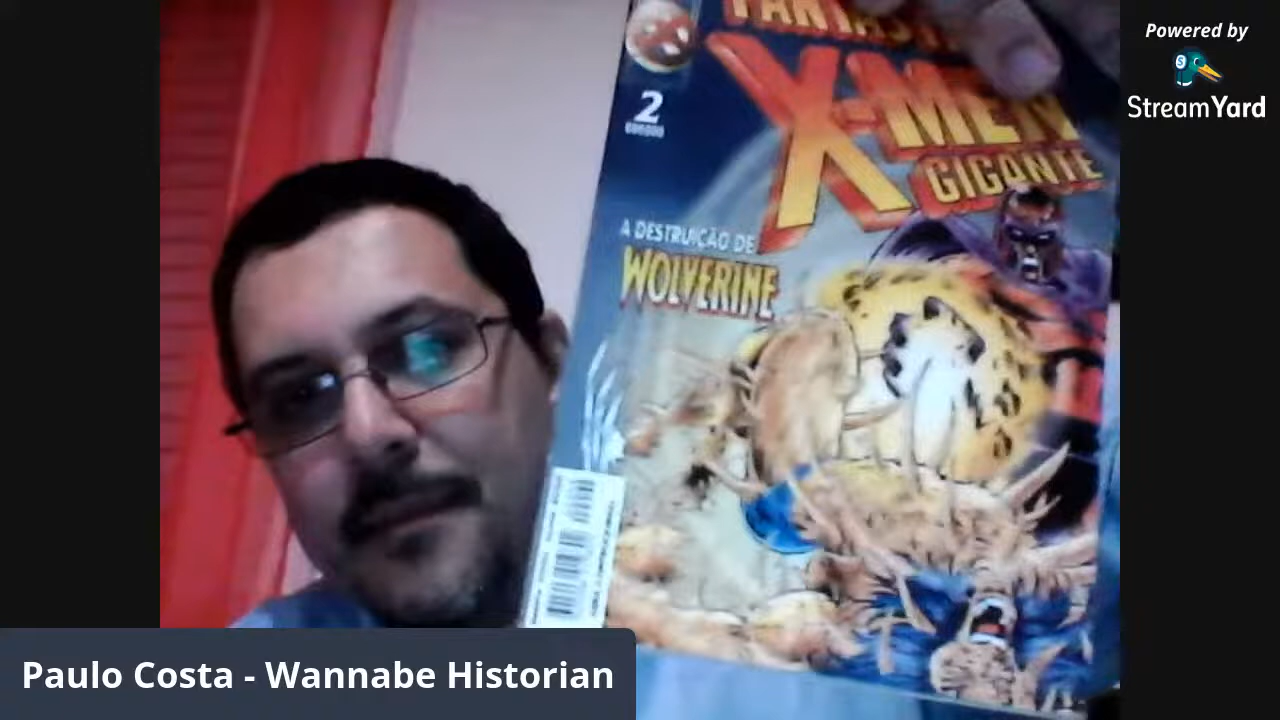 Powered by
StreamYard
X-MEN
GIGANTE
2
A DESTRUIÇÃO DE
WOLVERINE
Paulo Costa - Wannabe Historian